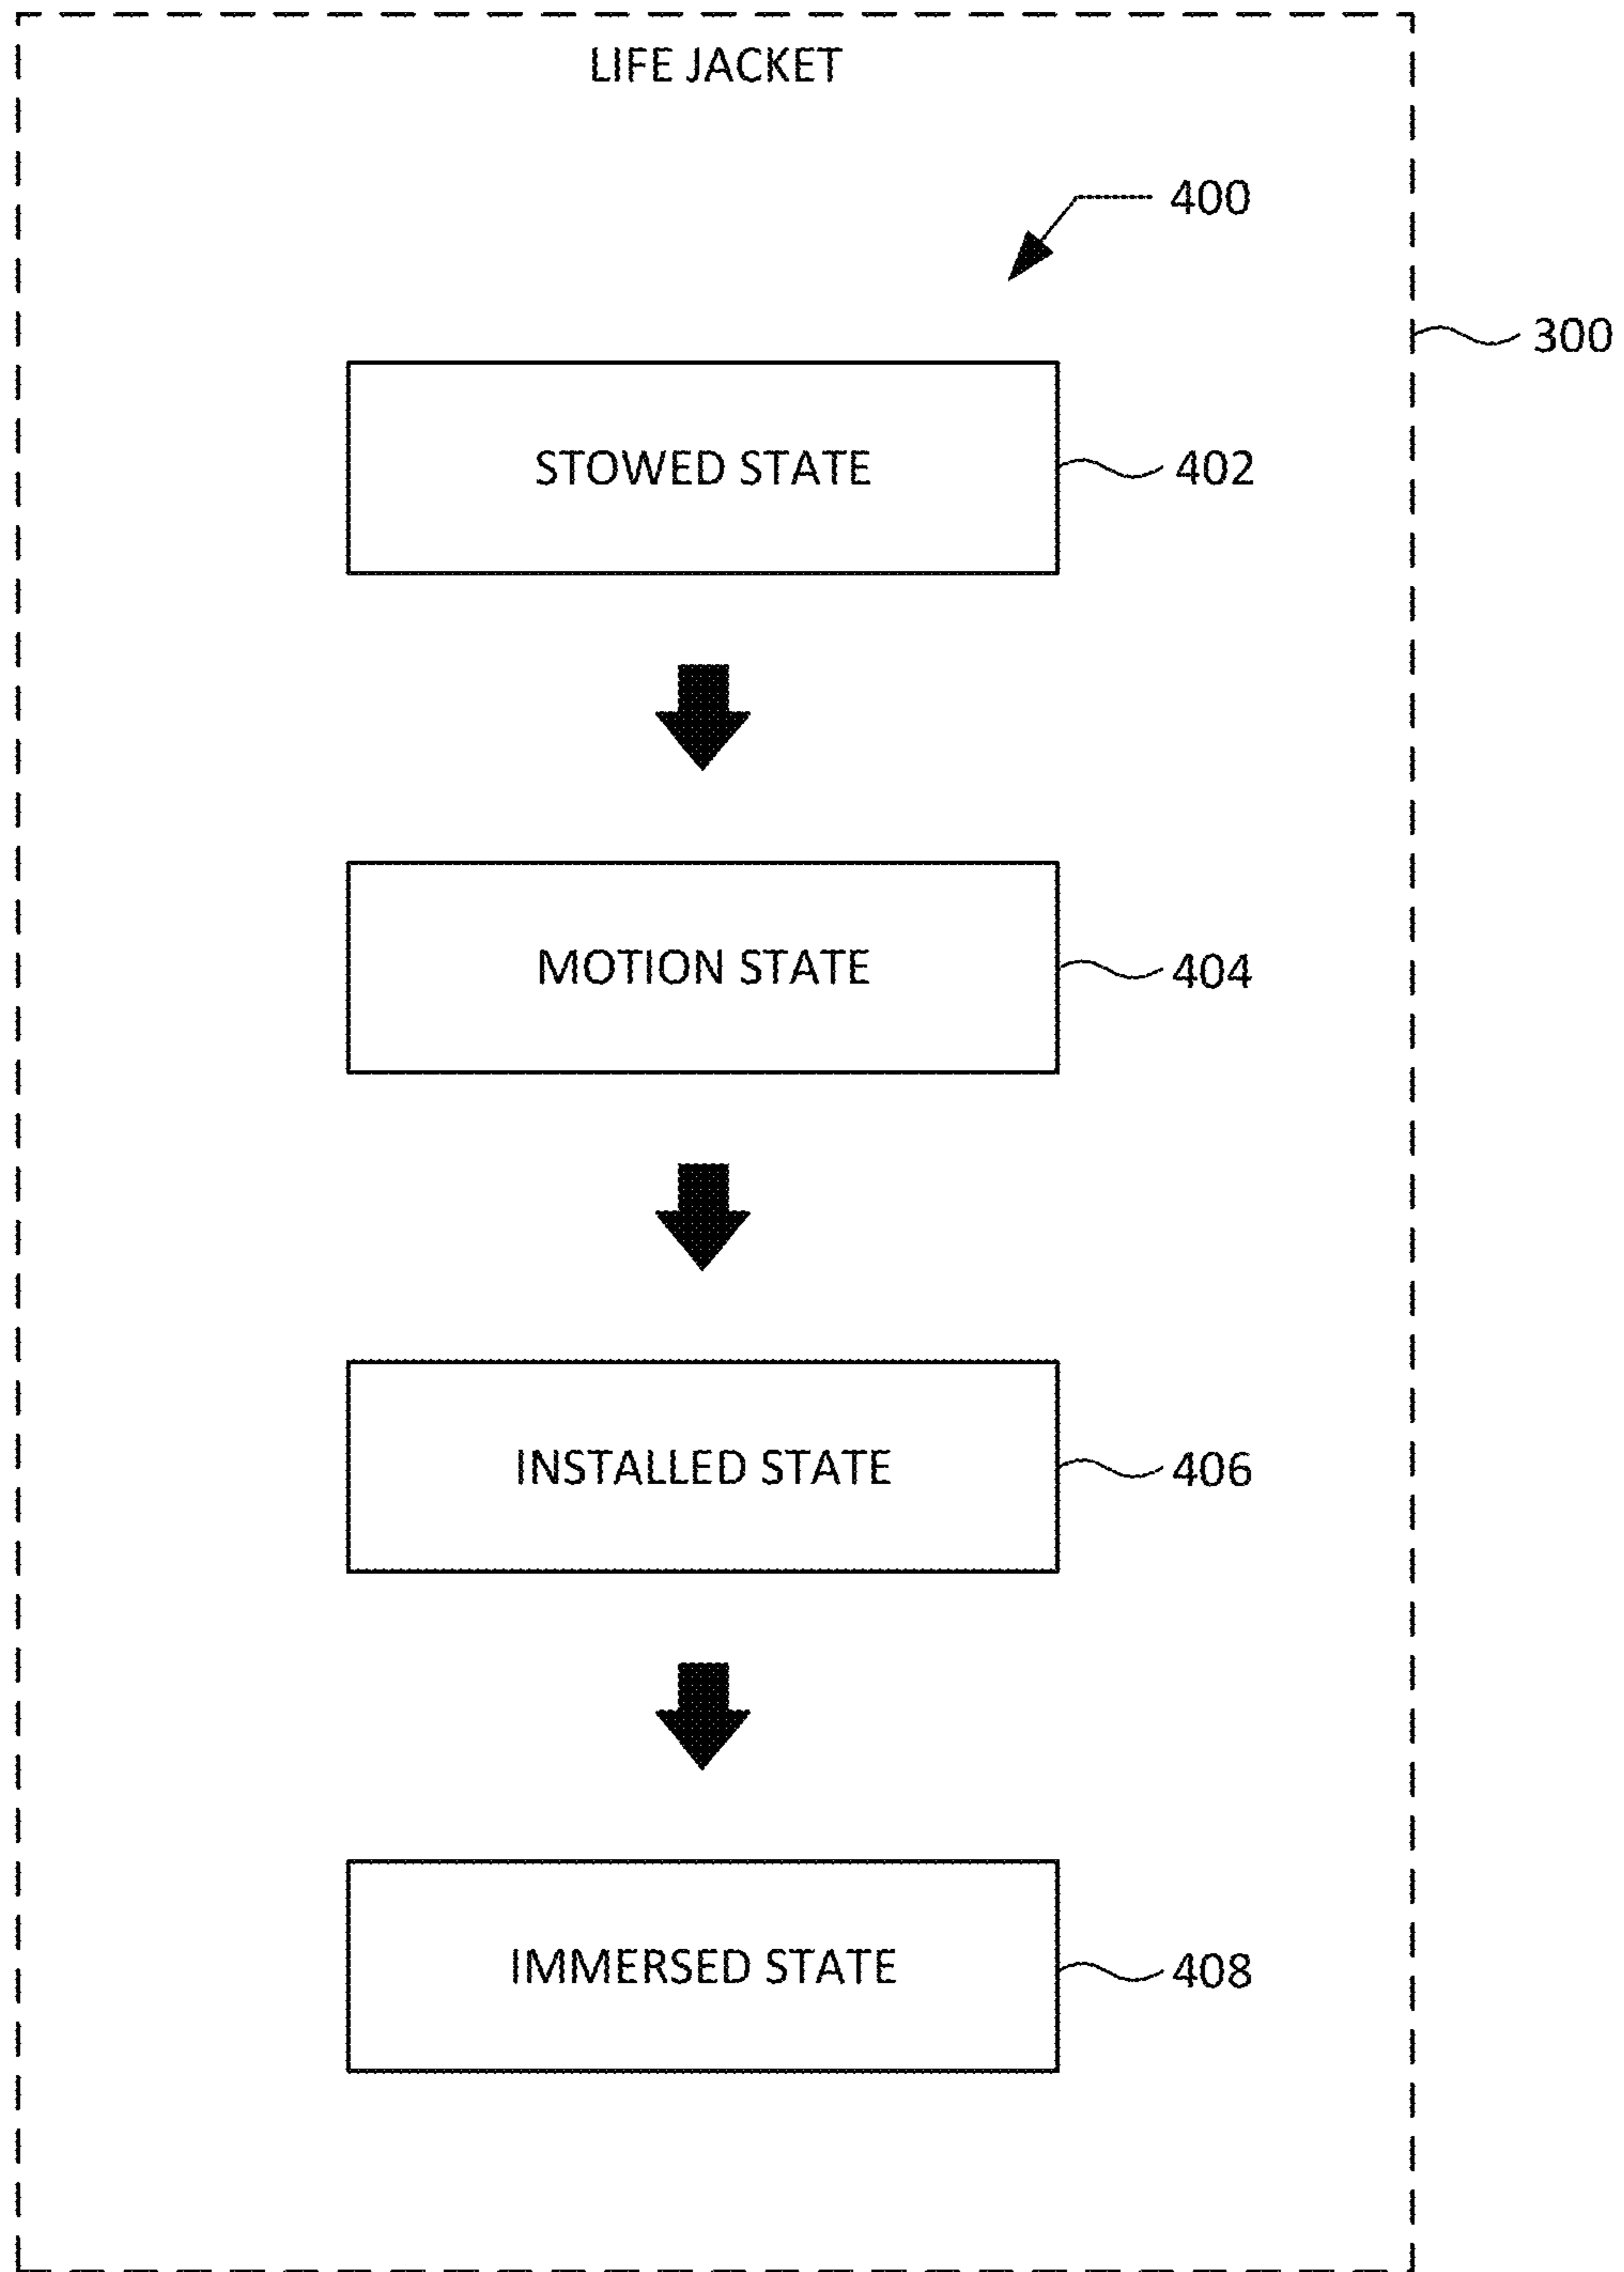 LIFE JACKET
400
300
STOWED STATE
402
MOTION STATE
404
INSTALLED STATE
406
IMMERSED STATE
408